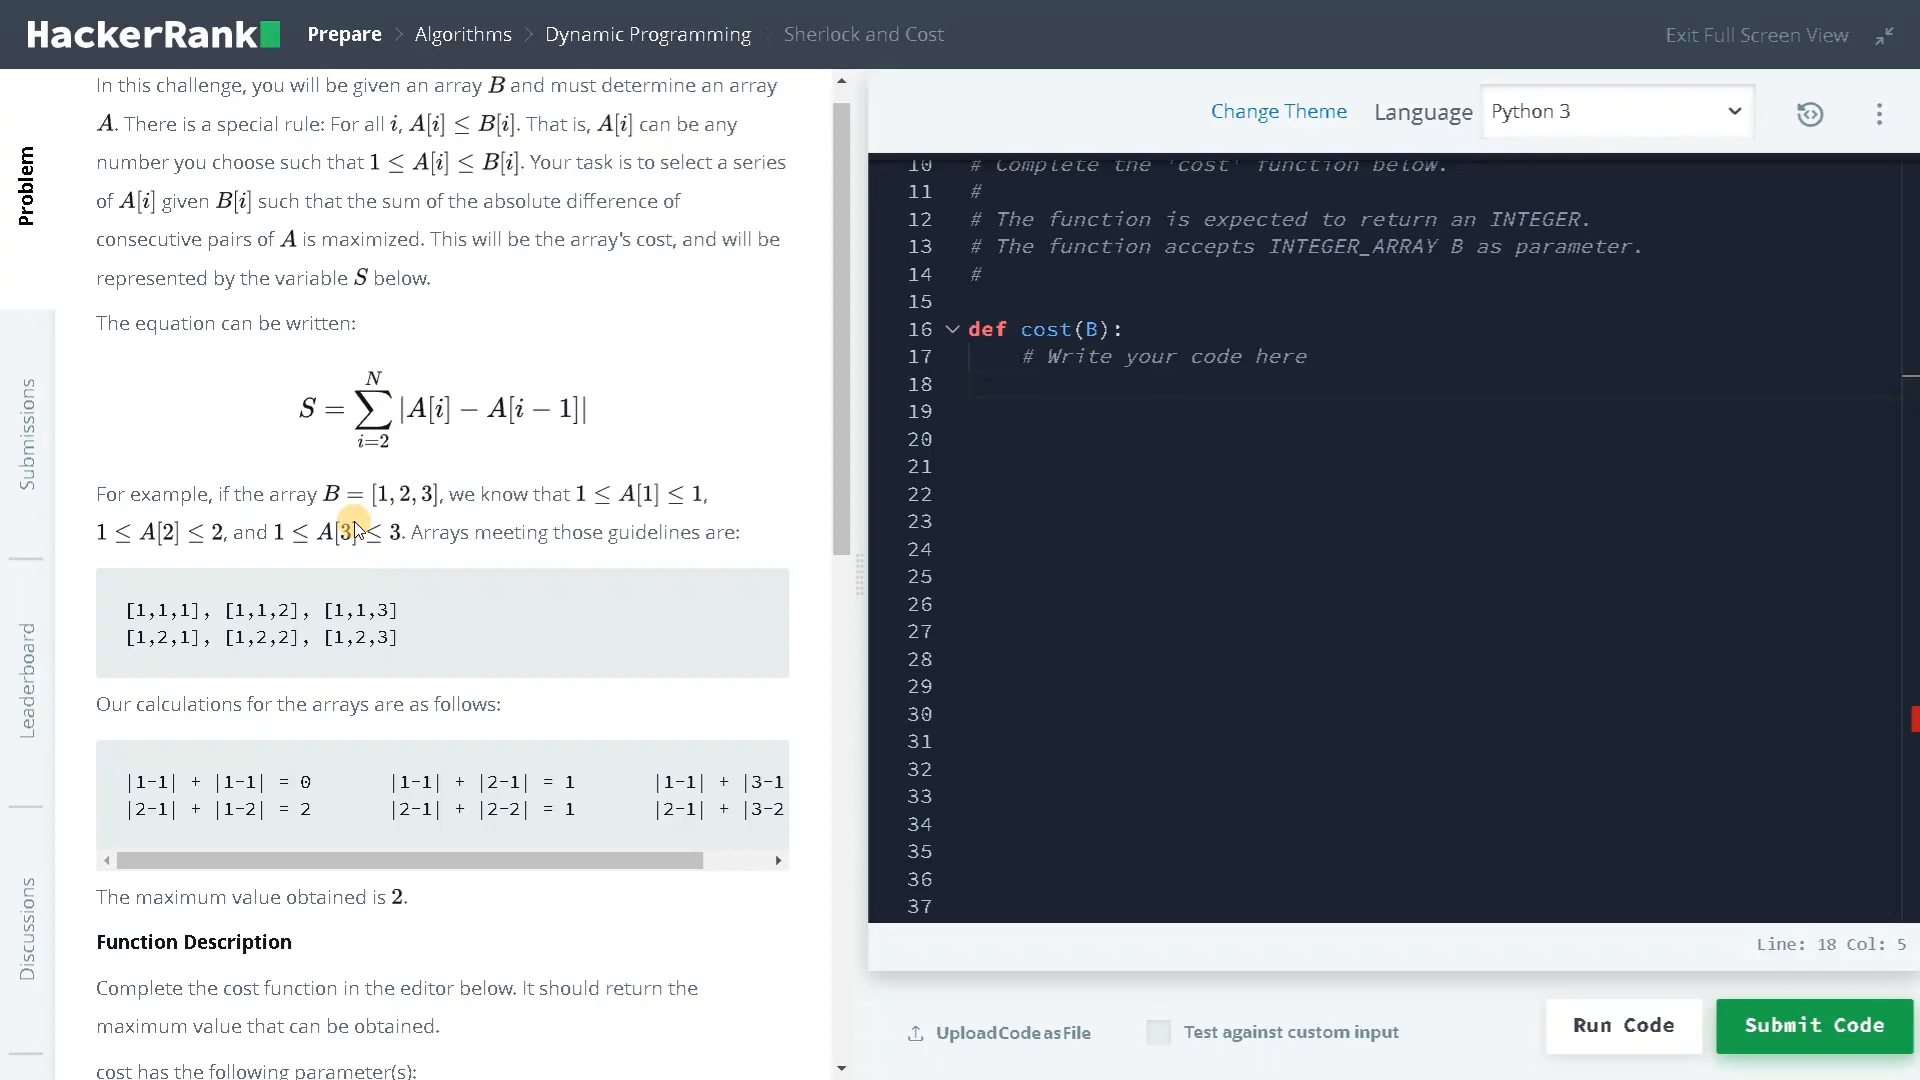 HackerRank Prepare > Algorithms > Dynamic Programming > Sherlock and Cost Exit Full Screen View
Problem
Submissions
Leaderboard
Discussions
In this challenge, you will be given an array B and must determine an array
A. There is a special rule: For all i, A[i] ≤ B[i]. That is, A[i] can be any
number you choose such that 1 ≤ A[i] ≤ B[i]. Your task is to select a series
of A[i] given B[i] such that the sum of the absolute difference of
consecutive pairs of A is maximized. This will be the array's cost, and will be
represented by the variable S below.
The equation can be written:
S = ∑_{i=2}^{N} |A[i] − A[i − 1]|
For example, if the array B = [1, 2, 3], we know that 1 ≤ A[1] ≤ 1,
1 ≤ A[2] ≤ 2, and 1 ≤ A[3] ≤ 3. Arrays meeting those guidelines are:
[1,1,1], [1,1,2], [1,1,3]
[1,2,1], [1,2,2], [1,2,3]
Our calculations for the arrays are as follows:
|1-1| + |1-1| = 0 |1-1| + |2-1| = 1 |1-1| + |3-1
|2-1| + |1-2| = 2 |2-1| + |2-2| = 1 |2-1| + |3-2
The maximum value obtained is 2.
Function Description
Complete the cost function in the editor below. It should return the
maximum value that can be obtained.
cost has the following parameter(s):
Change Theme Language Python 3
10 # Complete the 'cost' function below.
11 #
12 # The function is expected to return an INTEGER.
13 # The function accepts INTEGER_ARRAY B as parameter.
14 #
15
16 def cost(B):
17 # Write your code here
18
19
20
21
22
23
24
25
26
27
28
29
30
31
32
33
34
35
36
37
Line: 18 Col: 5
Upload Code as File Test against custom input Run Code Submit Code